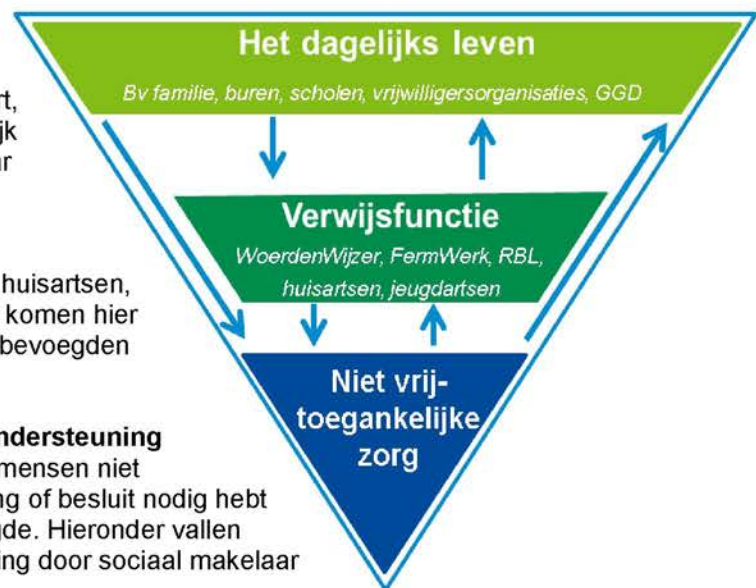 Het dagelijks leven
Bv familie, buren, scholen, vrijwilligersorganisaties, GGD
Verwijsfunctie
WoerdenWijzer, FermWerk, RBL,
huisartsen, jeugdartsen
Niet vrij-
toegankelijke
zorg
rt,
jk
ar
huisartsen,
komen hier
bevoegden
ndersteuning
mensen niet
ng of besluit nodig hebt
gde. Hieronder vallen
ing door sociaal makelaar